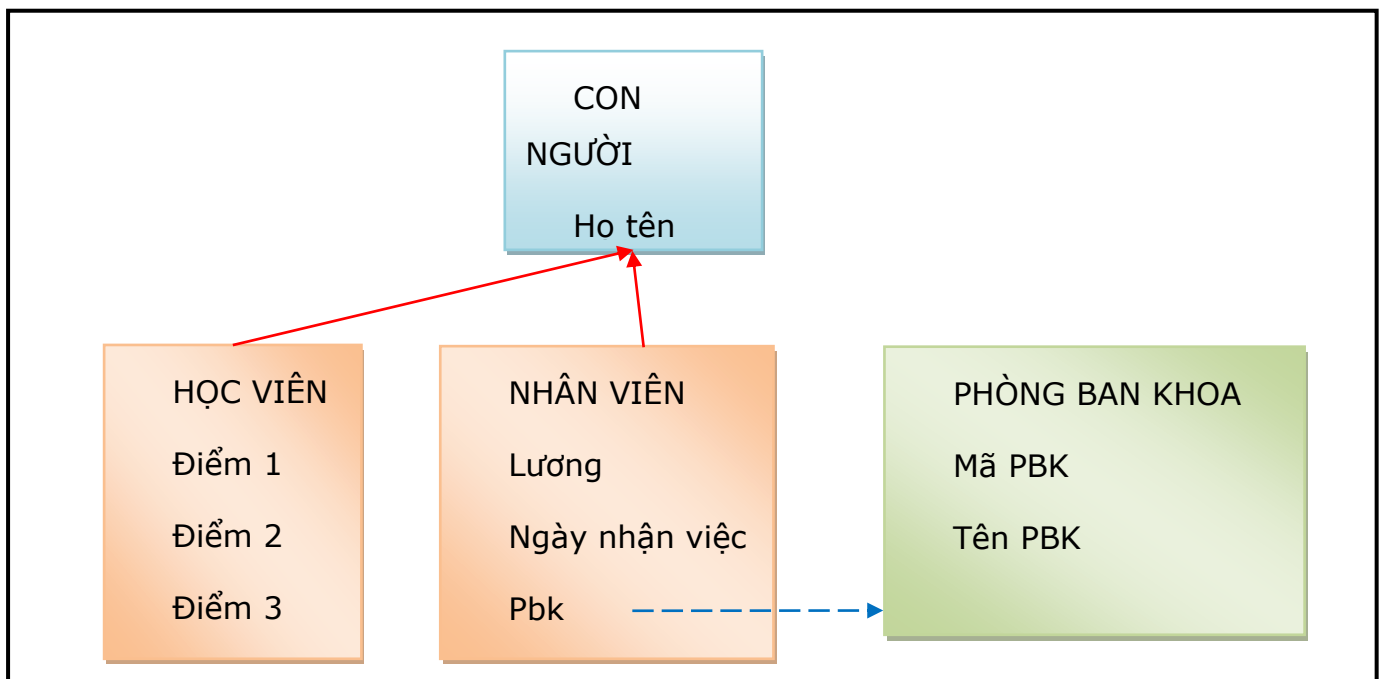 CON
NGƯỜI
Họ tên
HỌC VIÊN
Điểm 1
Điểm 2
Điểm 3
NHÂN VIÊN
Lương
Ngày nhận việc
Pbk
PHÒNG BAN KHOA
Mã PBK
Tên PBK